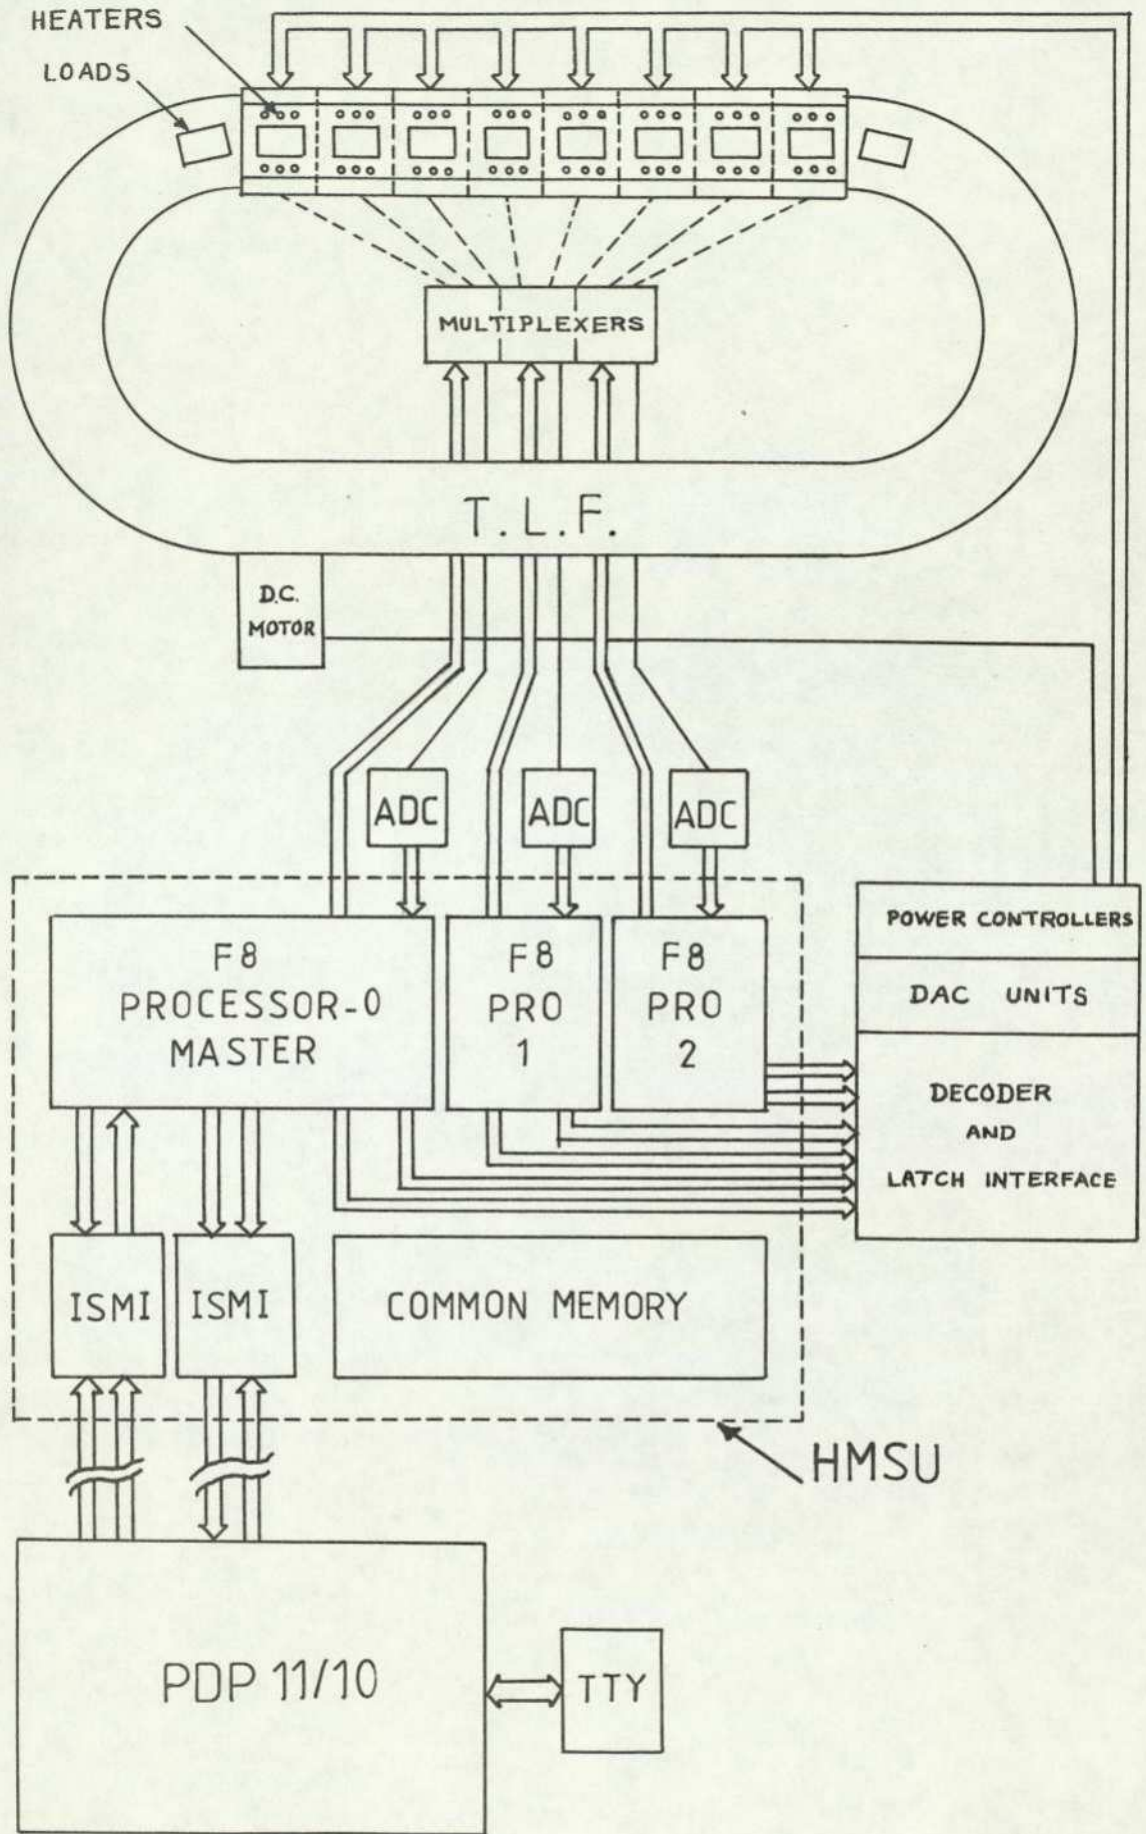 HEATERS
LOADS
MULTIPLEXERS
T.L.F.
D.C.
MOTOR
ADC
ADC
ADC
F8
PROCESSOR-0
MASTER
F8
PRO
1
F8
PRO
2
POWER CONTROLLERS
DAC UNITS
DECODER
AND
LATCH INTERFACE
ISMI
ISMI
COMMON MEMORY
HMSU
PDP 11/10
TTY